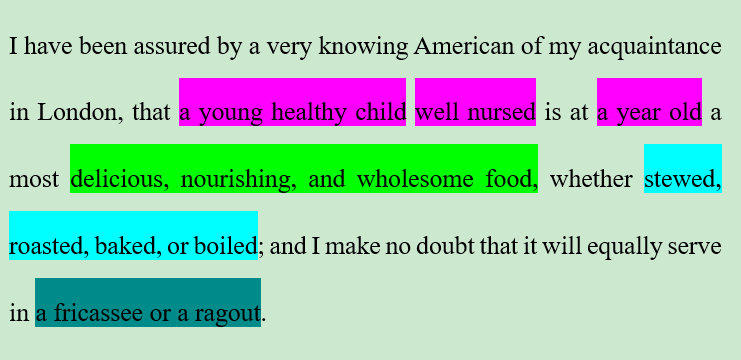 I have been assured by a very knowing American of my acquaintance
in London, that a young healthy child well nursed is at a year old a
most delicious, nourishing, and wholesome food, whether stewed,
roasted, baked, or boiled; and I make no doubt that it will equally serve
in a fricassee or a ragout.